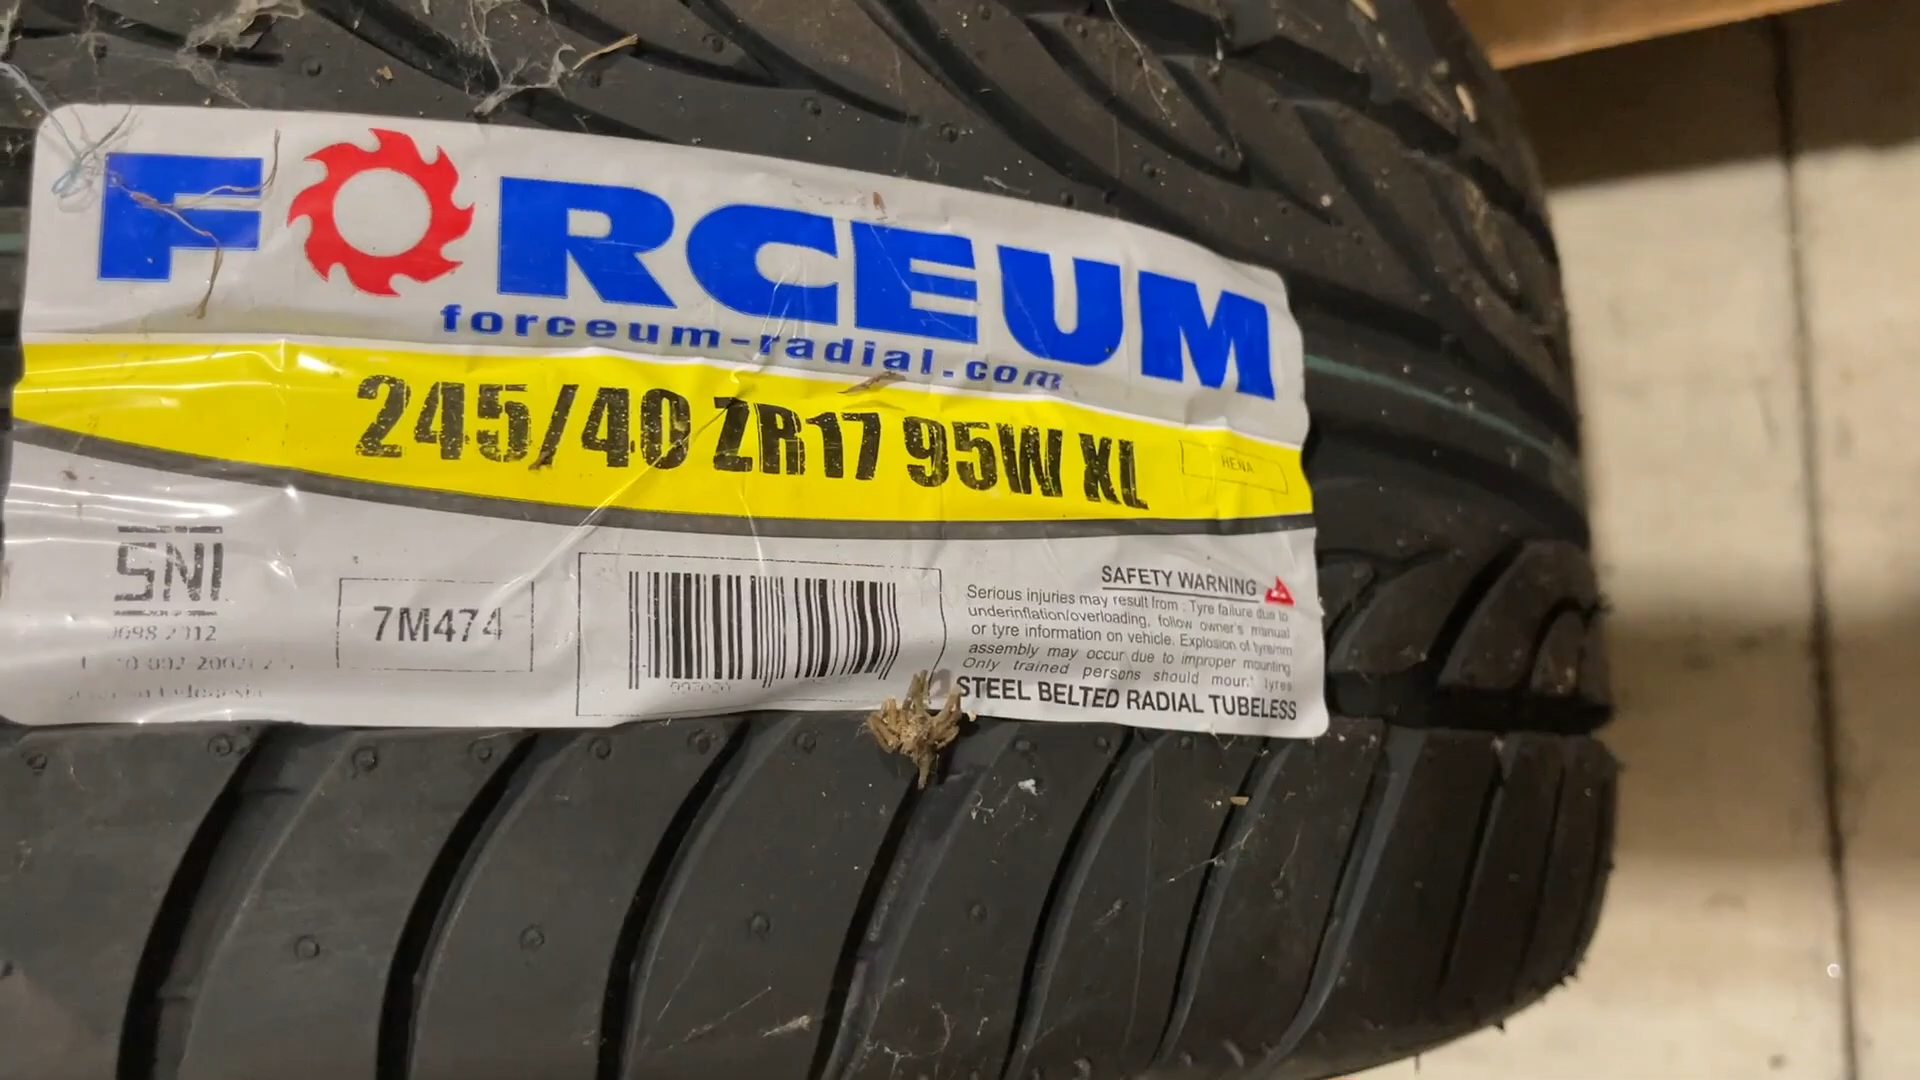 FORCEUM
forceum-radial.com
245/40 ZR17 95W XL
HENA
SNI
7M474
SAFETY WARNING
Serious injuries may result from : Tyre failure due to
underinflation/overloading, follow owner's manual
or tyre information on vehicle. Explosion of tyre/rim
assembly may occur due to improper mounting
Only trained persons should mount tyres
STEEL BELTED RADIAL TUBELESS